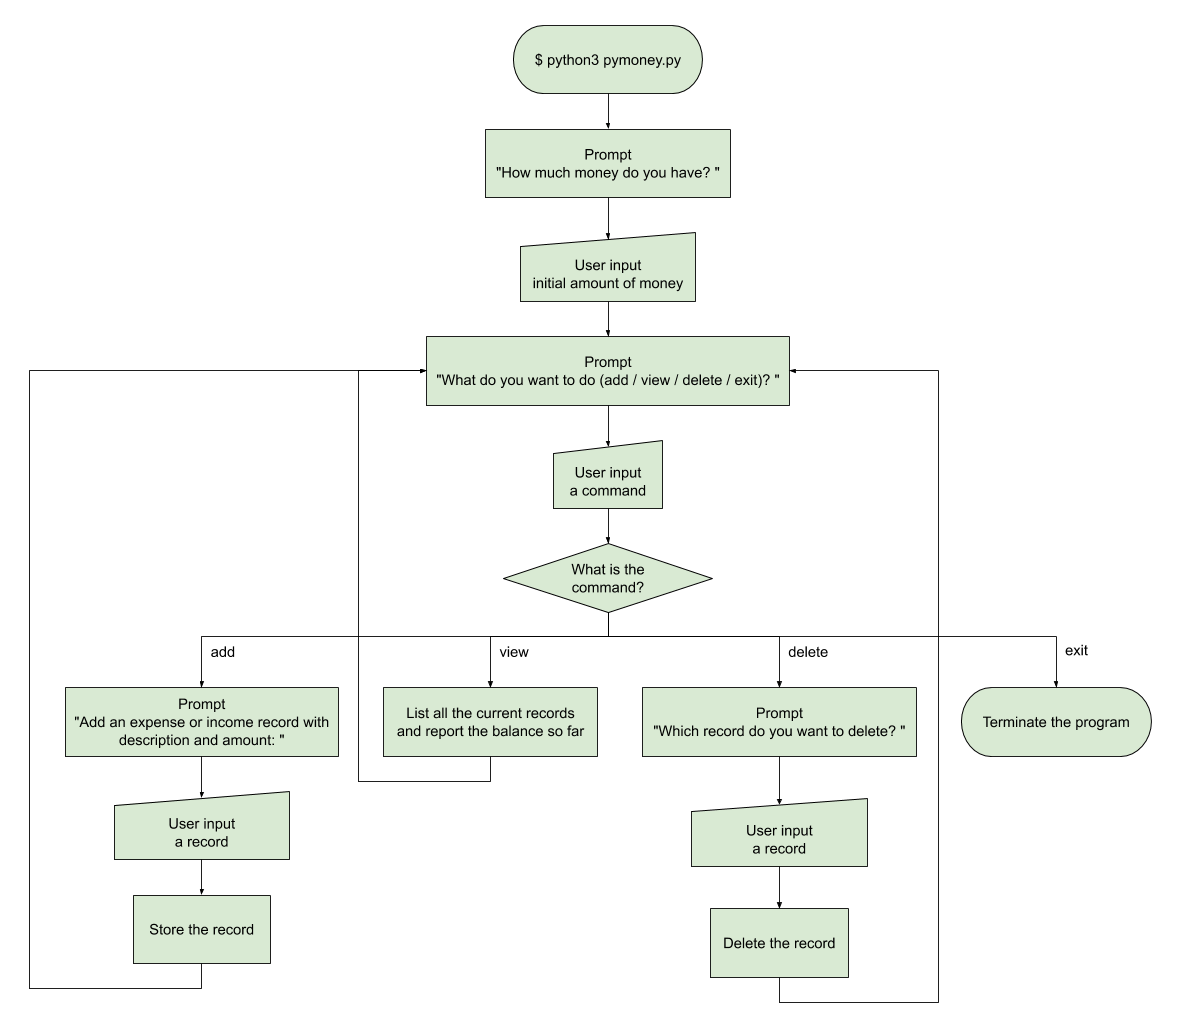 $ python3 pymoney.py
Prompt
"How much money do you have? "
User input
initial amount of money
Prompt
"What do you want to do (add / view / delete / exit)? "
User input
a command
What is the
command?
add
view
delete
exit
Prompt
"Add an expense or income record with
description and amount: "
List all the current records
and report the balance so far
Prompt
"Which record do you want to delete? "
Terminate the program
User input
a record
User input
a record
Store the record
Delete the record